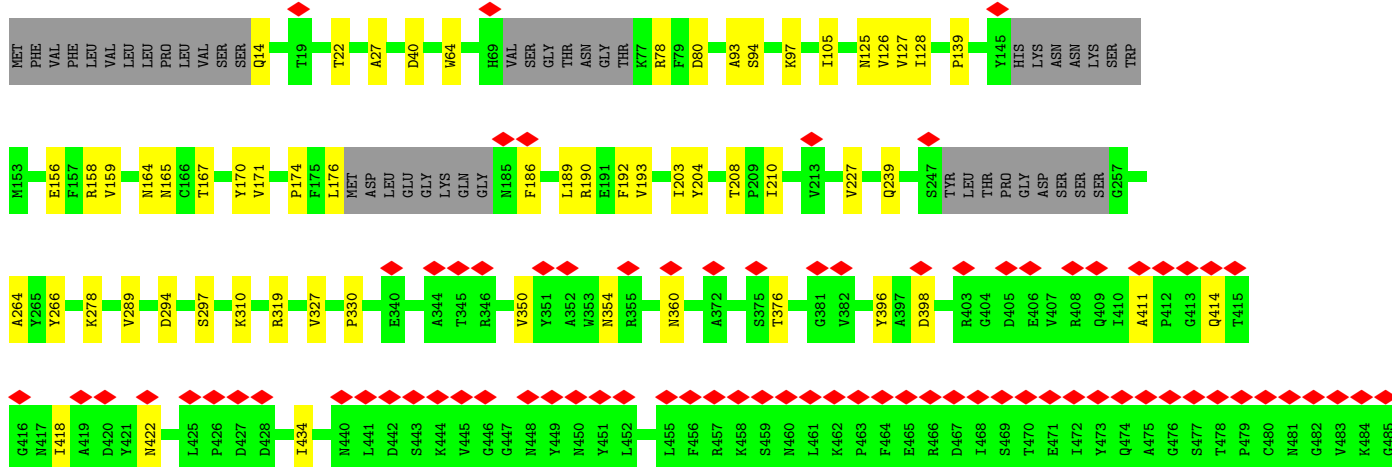 MET PHE VAL PHE LEU VAL LEU LEU PRO LEU VAL SER SER Q14 T19 T22 A27 D40 W64 H69 VAL SER GLY THR ASN GLY THR K77 R78 F79 D80 A93 S94 K97 I105 N125 V126 V127 I128 P139 Y145 HIS LYS ASN ASN LYS SER TRP
M153 E156 F157 R158 V159 N164 N165 C166 T167 Y170 V171 P174 F175 L176 MET ASP LEU GLU GLY LYS GLN GLY N185 F186 L189 R190 E191 F192 V193 I203 Y204 T208 P209 I210 V213 V227 Q239 S247 TYR LEU THR PRO GLY ASP SER SER SER G257
A264 Y265 Y266 K278 V289 D294 S297 K310 R319 V327 P330 E340 A344 T345 R346 V350 Y351 A352 W353 N354 R355 N360 A372 S375 T376 G381 V382 Y396 A397 D398 R403 G404 D405 E406 V407 R408 Q409 I410 A411 P412 G413 Q414 T415
G416 N417 I418 A419 D420 Y421 N422 L425 P426 D427 D428 I434 N440 L441 D442 S443 K444 V445 G446 G447 N448 Y449 N450 Y451 L452 L455 F456 R457 K458 S459 N460 L461 K462 P463 F464 E465 R466 D467 I468 S469 T470 E471 I472 Y473 Q474 A475 G476 S477 T478 P479 C480 N481 G482 V483 K484 G485